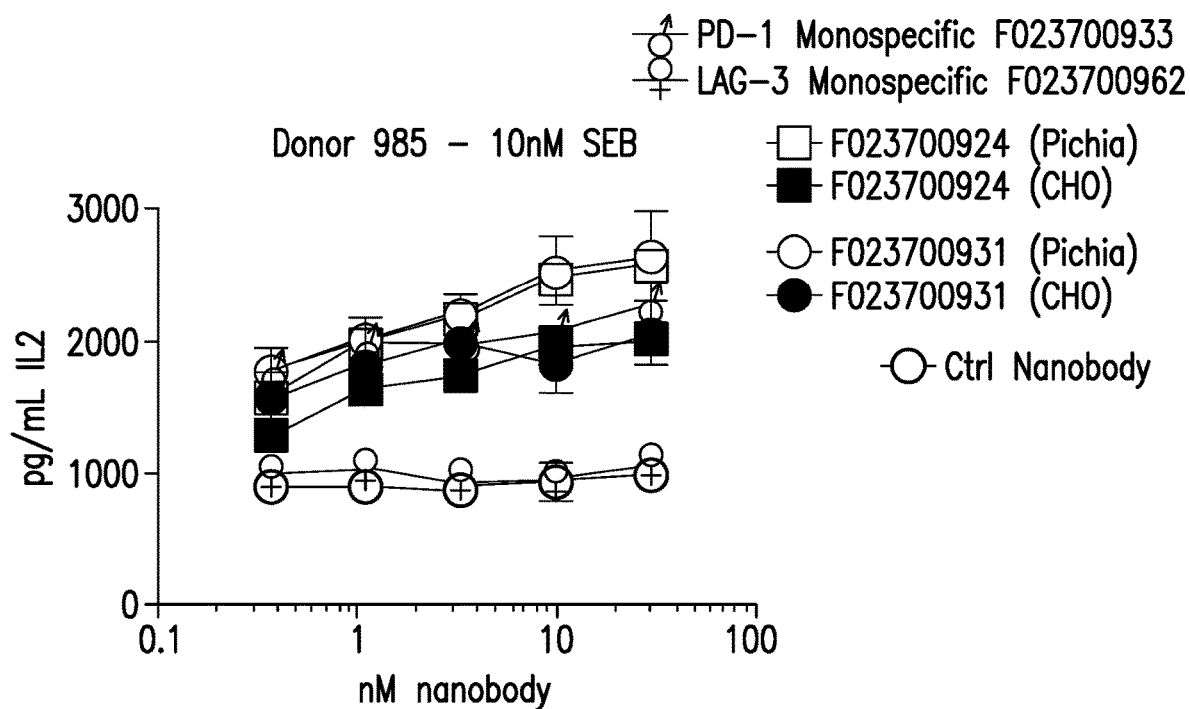 PD-1 Monospecific F023700933
LAG-3 Monospecific F023700962
Donor 985 - 10nM SEB
F023700924 (Pichia)
F023700924 (CHO)
F023700931 (Pichia)
F023700931 (CHO)
Ctrl Nanobody
pg/mL IL2
3000
2000
1000
0
0.1 1 10 100
nM nanobody